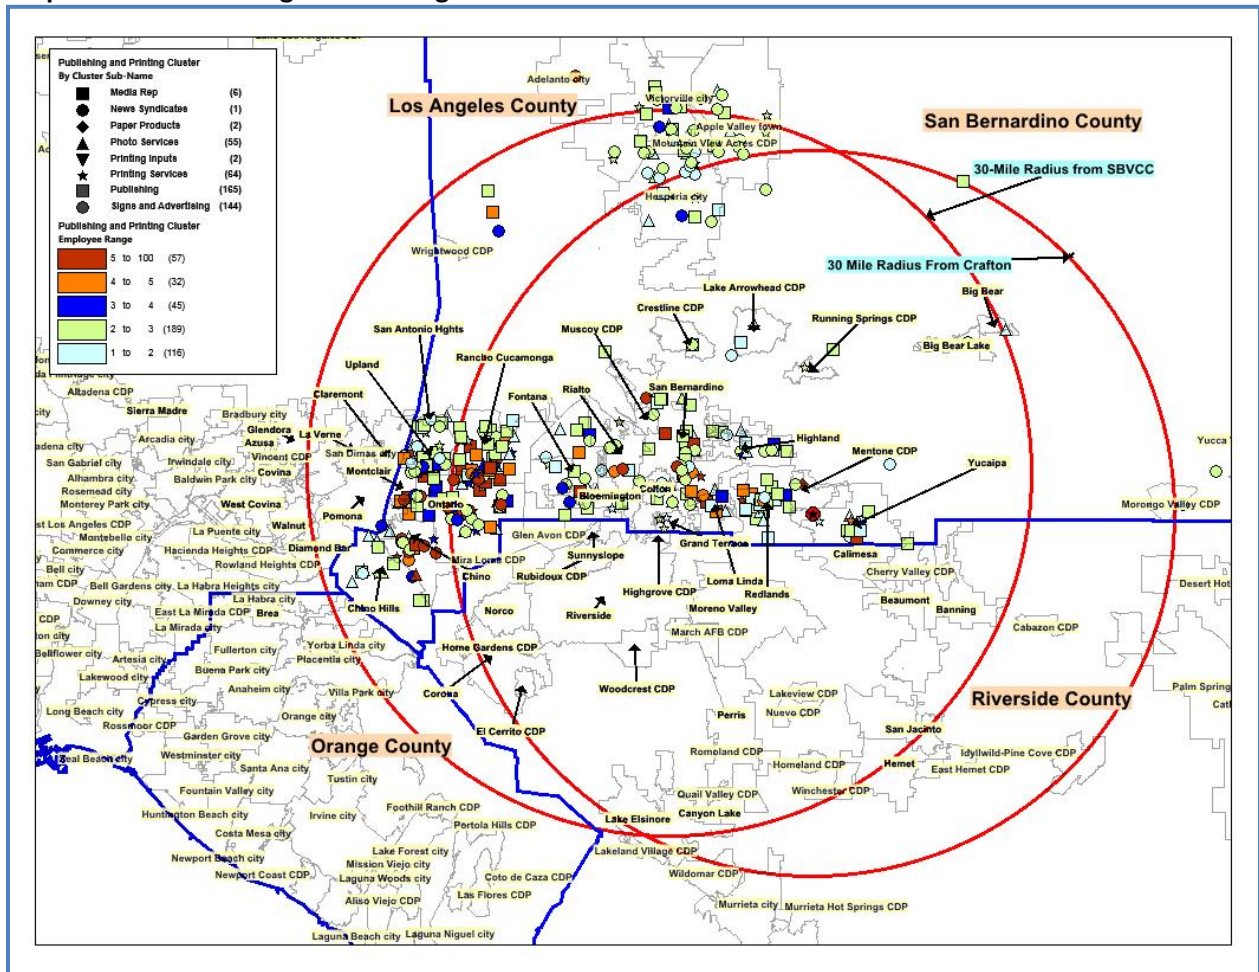 Lake Los Angeles CDP
Publishing and Printing Cluster
By Cluster Sub-Name
Media Rep (6)
News Syndicates (1)
Paper Products (2)
Photo Services (55)
Printing Inputs (2)
Printing Services (64)
Publishing (165)
Signs and Advertising (144)
Publishing and Printing Cluster
Employee Range
5 to 100 (57)
4 to 5 (32)
3 to 4 (45)
2 to 3 (189)
1 to 2 (116)
Adelanto city
Los Angeles County
Victorville city
San Bernardino County
Apple Valley town
Mountain View Acres CDP
30-Mile Radius from SBVCC
Hesperia city
Wrightwood CDP
30 Mile Radius From Crafton
Lake Arrowhead CDP
Big Bear
Crestline CDP
Running Springs CDP
San Antonio Hghts
Muscoy CDP
Big Bear Lake
Rancho Cucamonga
Upland
Rialto
San Bernardino
Claremont
Fontana
Altadena CDP
Sierra Madre
Bradbury city
Glendora
La Verne
Arcadia city
Azusa
Highland
San Dimas city
Mentone CDP
Yucaipa
San Gabriel city
Irwindale city
Vincent CDP
Covina
Montclair
Alhambra city
Baldwin Park city
Rosemead city
Monterey Park city
West Covina
Ontario
Bloomington
Colton
Morongo Valley CDP
Pomona
Walnut
La Puente city
st Los Angeles CDP
Montebello city
Glen Avon CDP
Grand Terrace
Commerce city
Hacienda Heights CDP
Diamond Bar
Sunnyslope
Calimesa
Rowland Heights CDP
Mira Loma CDP
Bell city
Chino
Rubidoux CDP
Cherry Valley CDP
Bell Gardens city
La Habra Heights city
Loma Linda
Redlands
Desert Hot
Downey city
La Habra city
Highgrove CDP
Beaumont
Banning
East La Mirada CDP
Brea
Chino Hills
Norco
Riverside
Moreno Valley
CDP
La Mirada city
March AFB CDP
Cabazon CDP
Fullerton city
Yorba Linda city
Home Gardens CDP
Bellflower city
Artesia city
Placentia city
Buena Park city
Lakewood city
Anaheim city
Villa Park city
Corona
Woodcrest CDP
Lakeview CDP
Palm Spring
Cypress city
Riverside County
Long Beach city
Orange city
Perris
Nuevo CDP
Rossmoor CDP
Garden Grove city
El Cerrito CDP
San Jacinto
Orange County
Westminster city
Romoland CDP
Idyllwild-Pine Cove CDP
Seal Beach city
Santa Ana city
Homeland CDP
Hemet
East Hemet CDP
Tustin city
Fountain Valley city
Quail Valley CDP
Winchester CDP
Foothill Ranch CDP
Huntington Beach city
Irvine city
Canyon Lake
Lake Elsinore
Portola Hills CDP
Costa Mesa city
Lake Forest city
Lakeland Village CDP
Newport Beach city
Mission Viejo city
Newport Coast CDP
Laguna Woods city
Coto de Caza CDP
Wildomar CDP
Las Flores CDP
Aliso Viejo CDP
Murrieta city
Murrieta Hot Springs CDP
Laguna Beach city
Laguna Niguel city